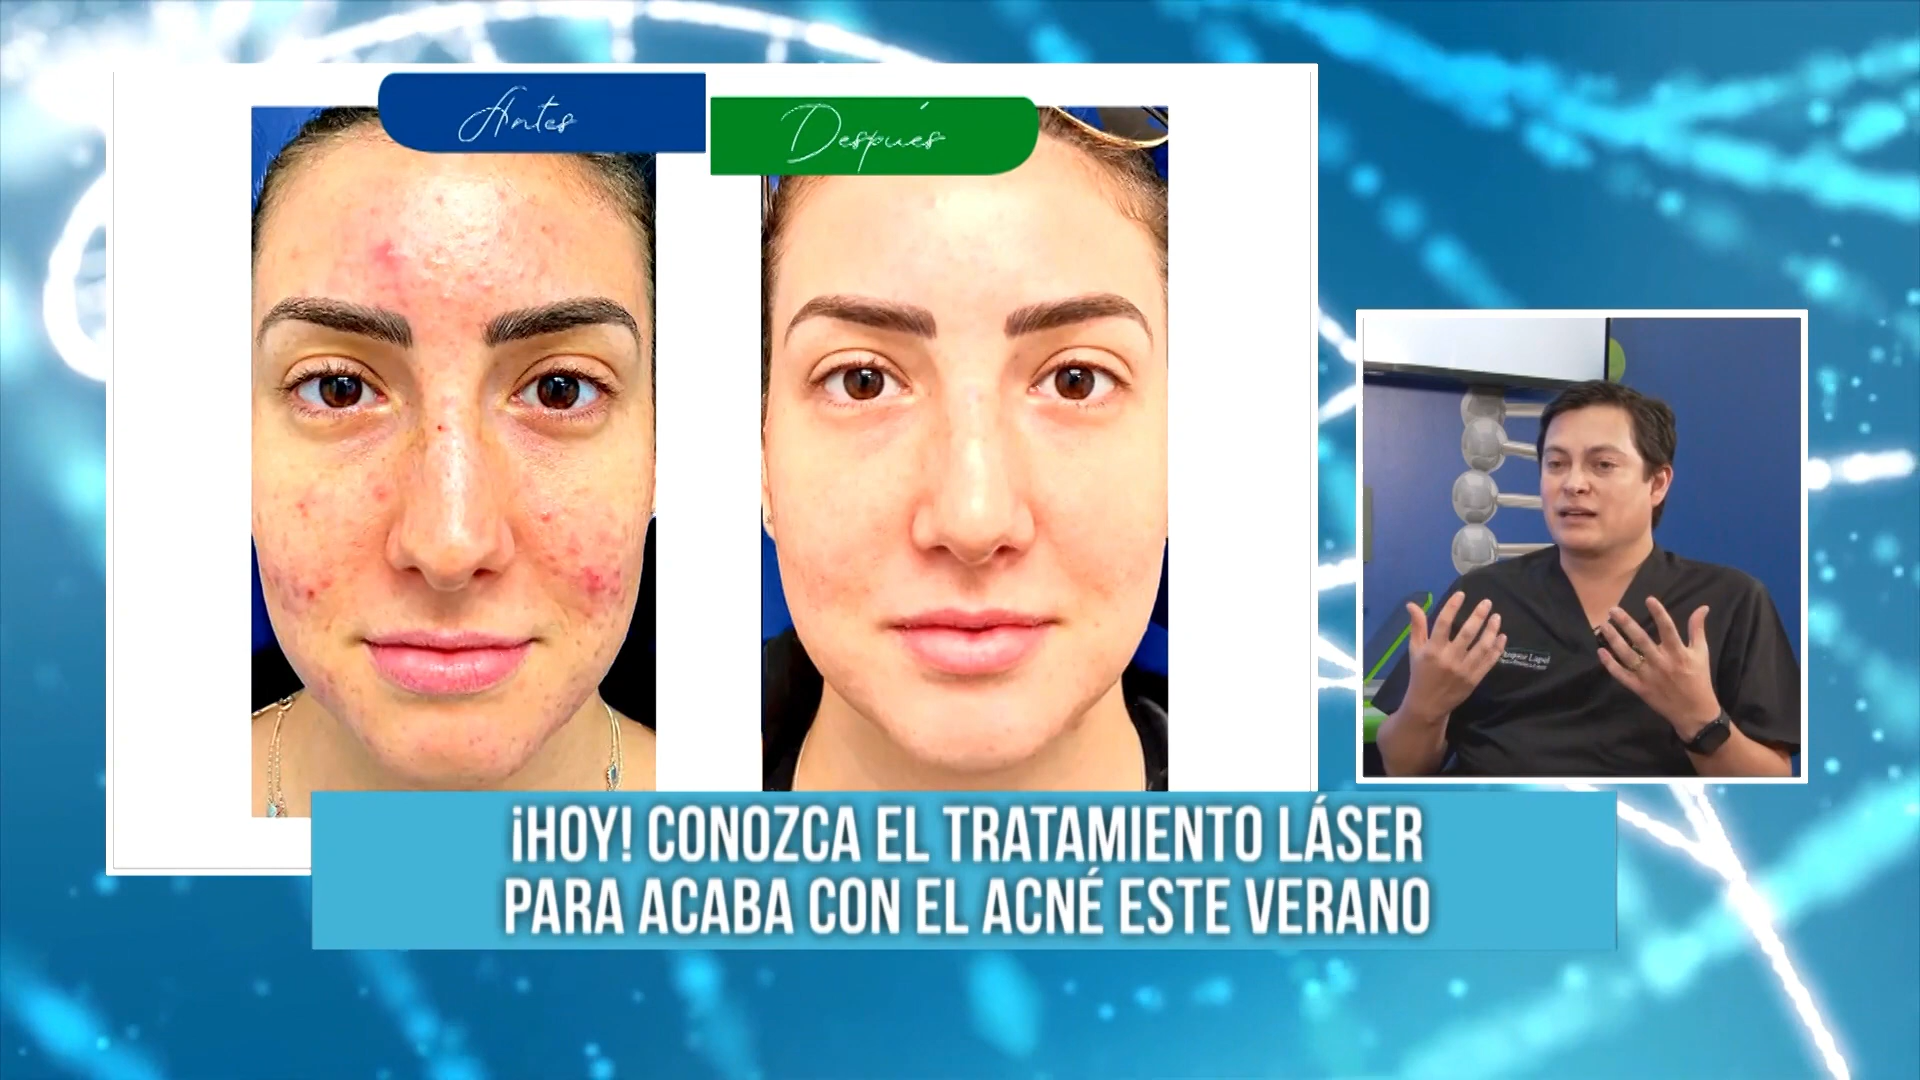 Antes
Después
¡HOY! CONOZCA EL TRATAMIENTO LÁSER
PARA ACABA CON EL ACNÉ ESTE VERANO